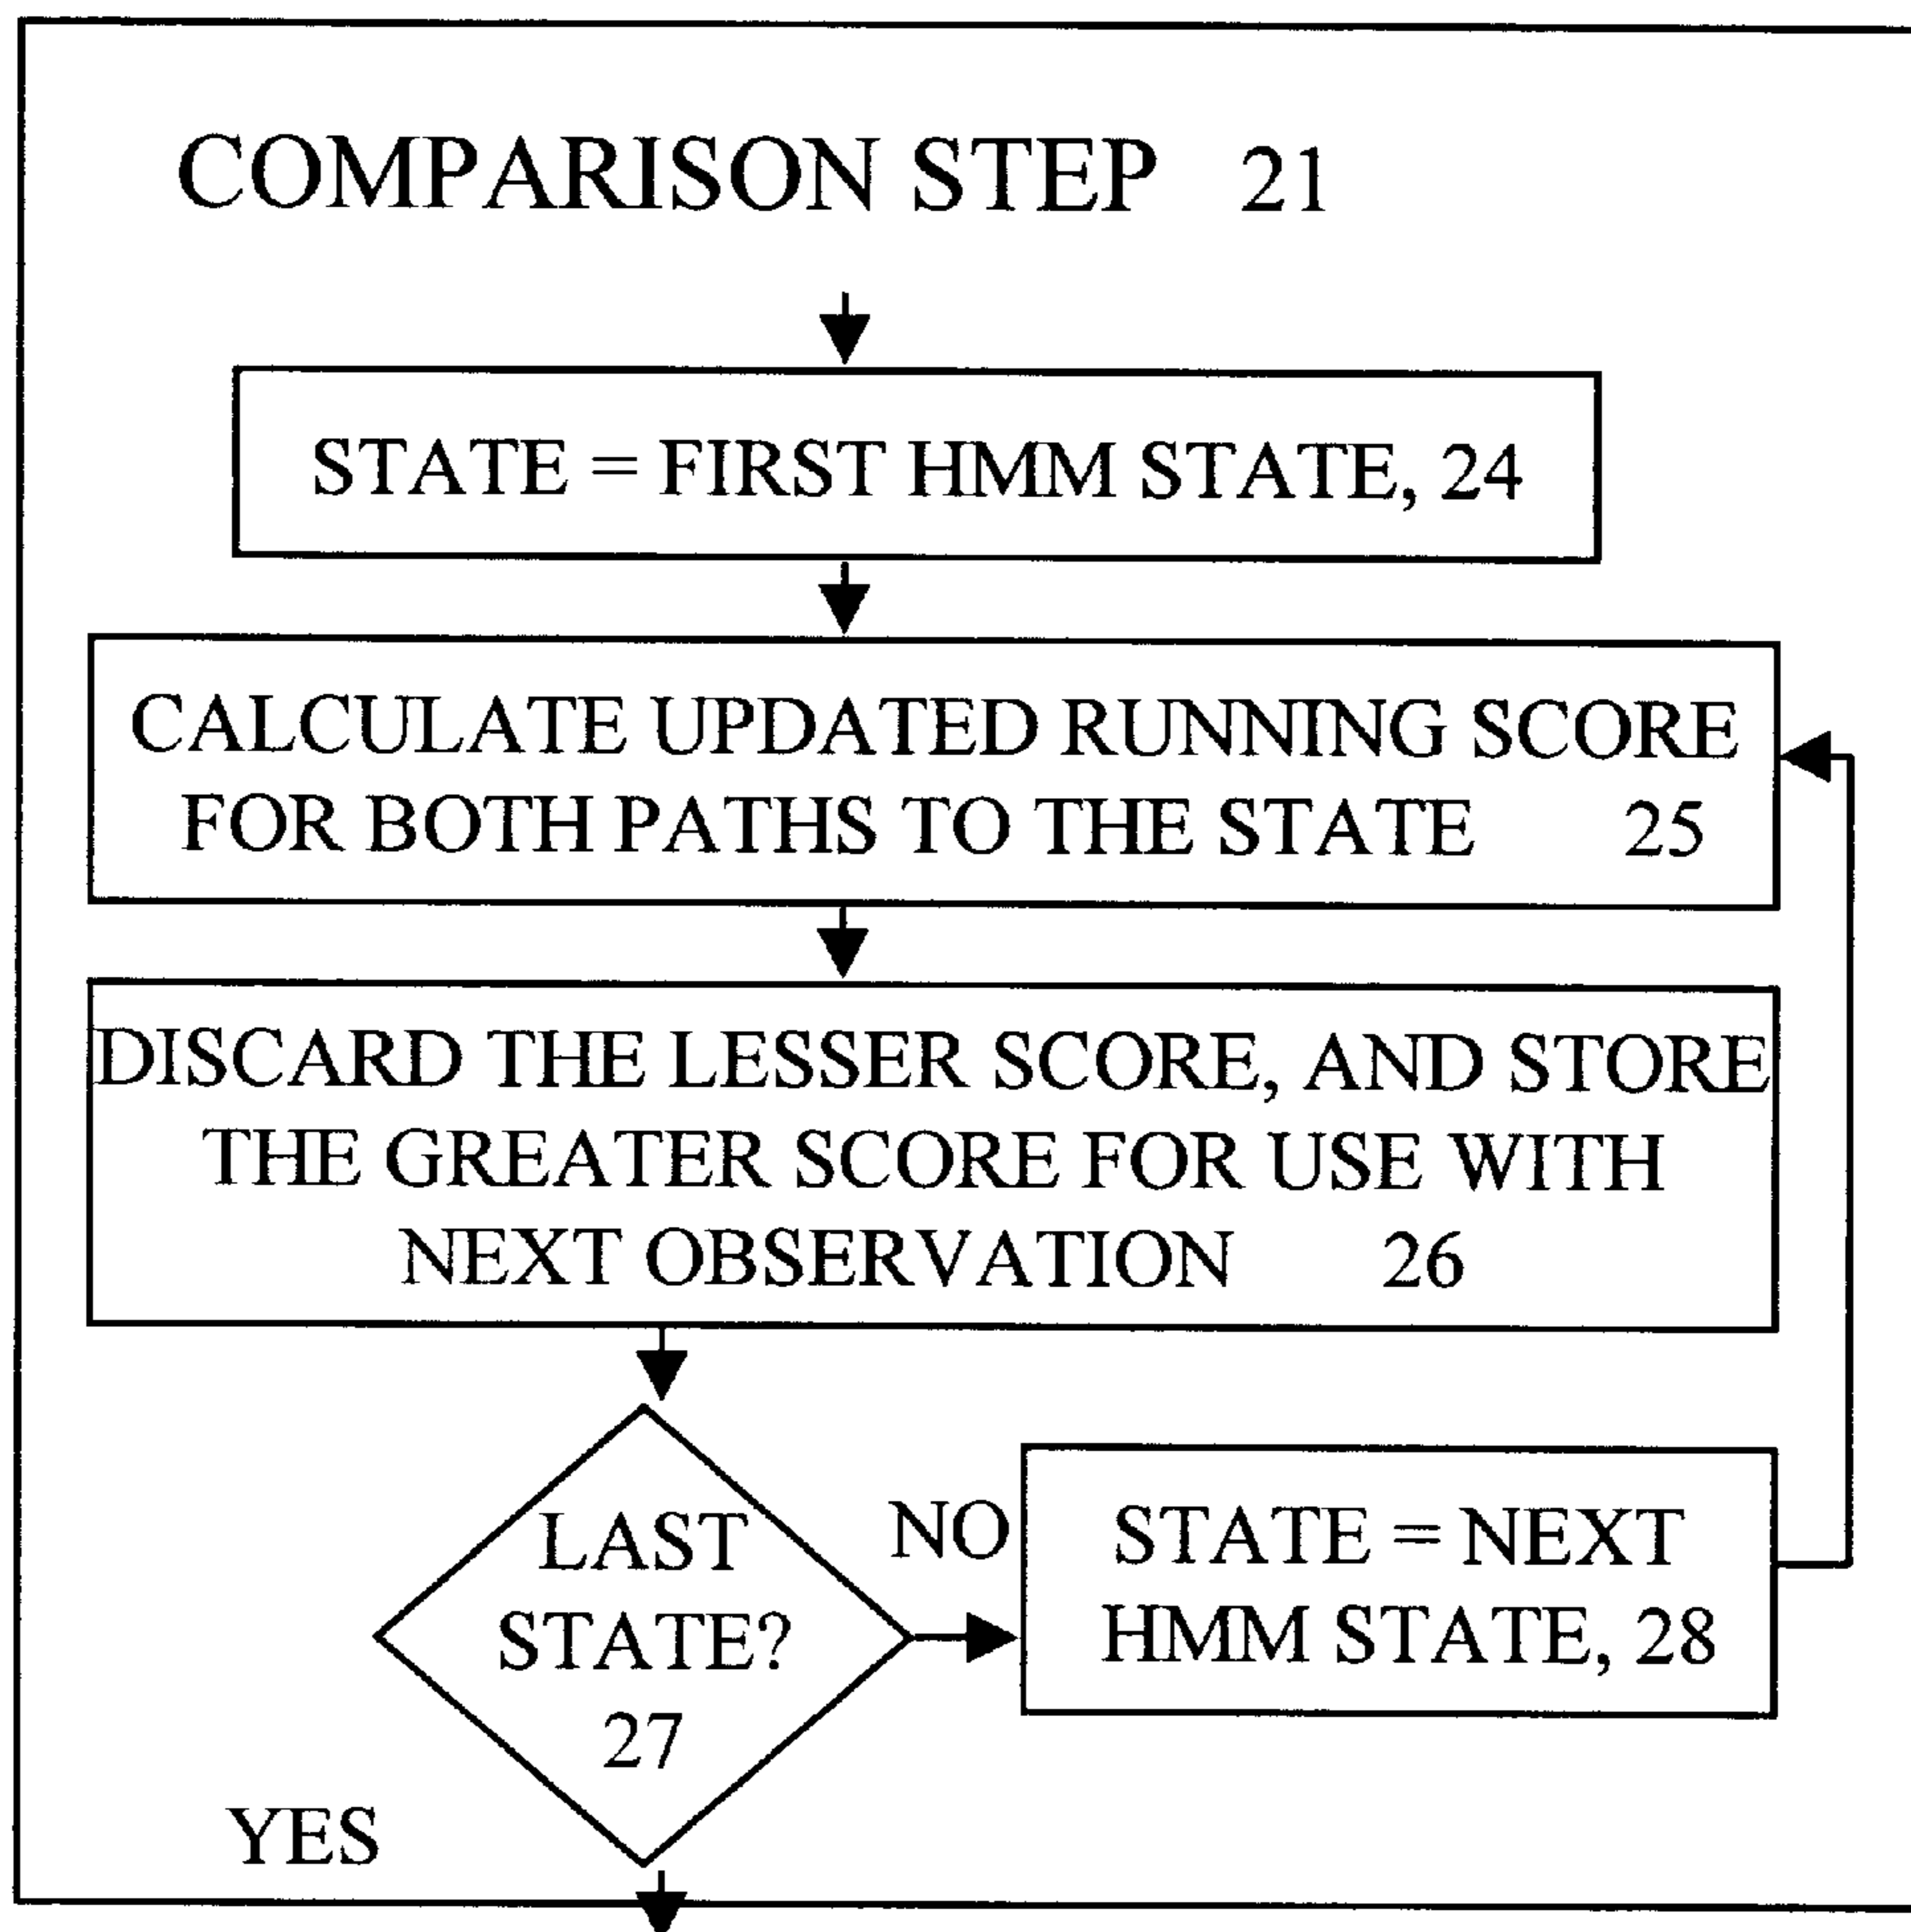 COMPARISON STEP 21
STATE = FIRST HMM STATE, 24
CALCULATE UPDATED RUNNING SCORE
FOR BOTH PATHS TO THE STATE 25
DISCARD THE LESSER SCORE, AND STORE
THE GREATER SCORE FOR USE WITH
NEXT OBSERVATION 26
LAST
STATE?
27
NO
STATE = NEXT
HMM STATE, 28
YES